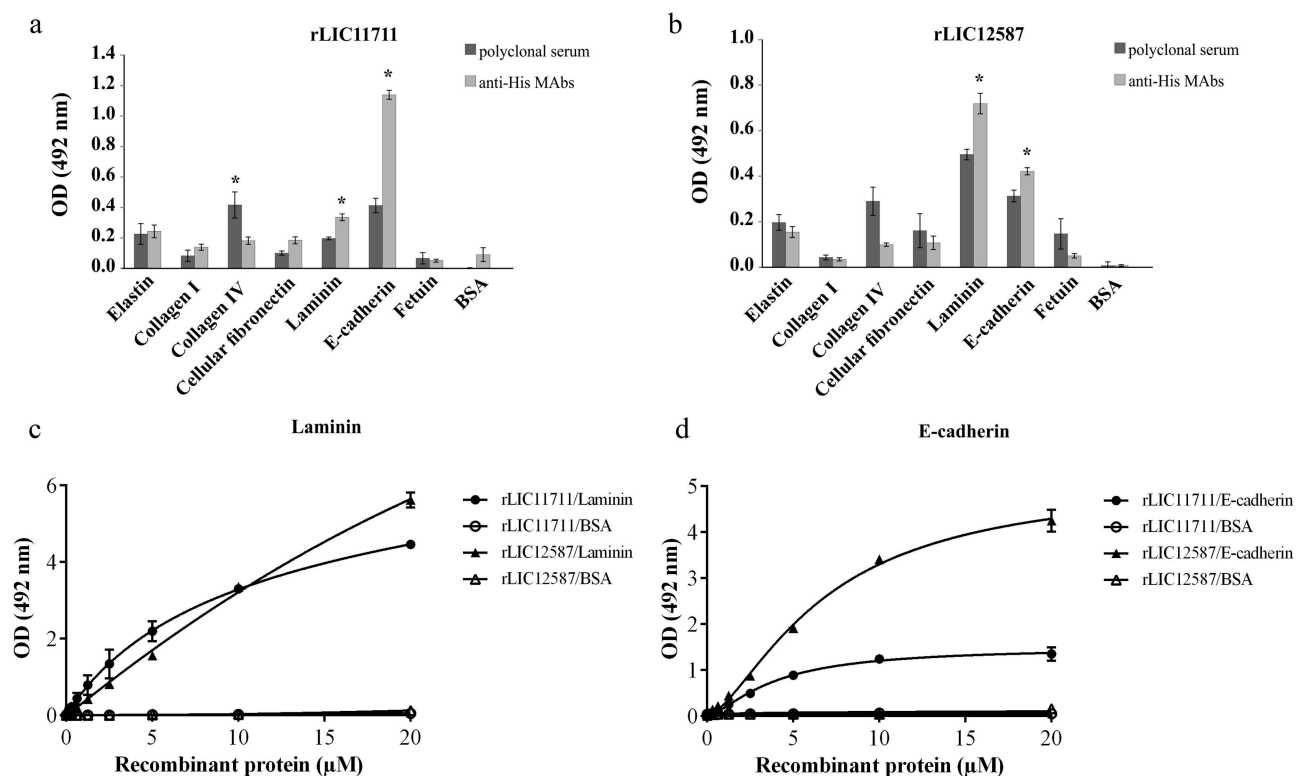 a
rLIC11711
polyclonal serum
anti-His MAbs
OD (492 nm)
1.4
1.2
1.0
0.8
0.6
0.4
0.2
0.0
*
*
*
Elastin
Collagen I
Collagen IV
Cellular fibronectin
Laminin
E-cadherin
Fetuin
BSA
b
rLIC12587
polyclonal serum
anti-His MAbs
OD (492 nm)
1.0
0.8
0.6
0.4
0.2
0.0
*
*
Elastin
Collagen I
Collagen IV
Cellular fibronectin
Laminin
E-cadherin
Fetuin
BSA
c
Laminin
OD (492 nm)
6
4
2
0
0 5 10 15 20
Recombinant protein (µM)
rLIC11711/Laminin
rLIC11711/BSA
rLIC12587/Laminin
rLIC12587/BSA
d
E-cadherin
OD (492 nm)
5
4
3
2
1
0
0 5 10 15 20
Recombinant protein (µM)
rLIC11711/E-cadherin
rLIC11711/BSA
rLIC12587/E-cadherin
rLIC12587/BSA